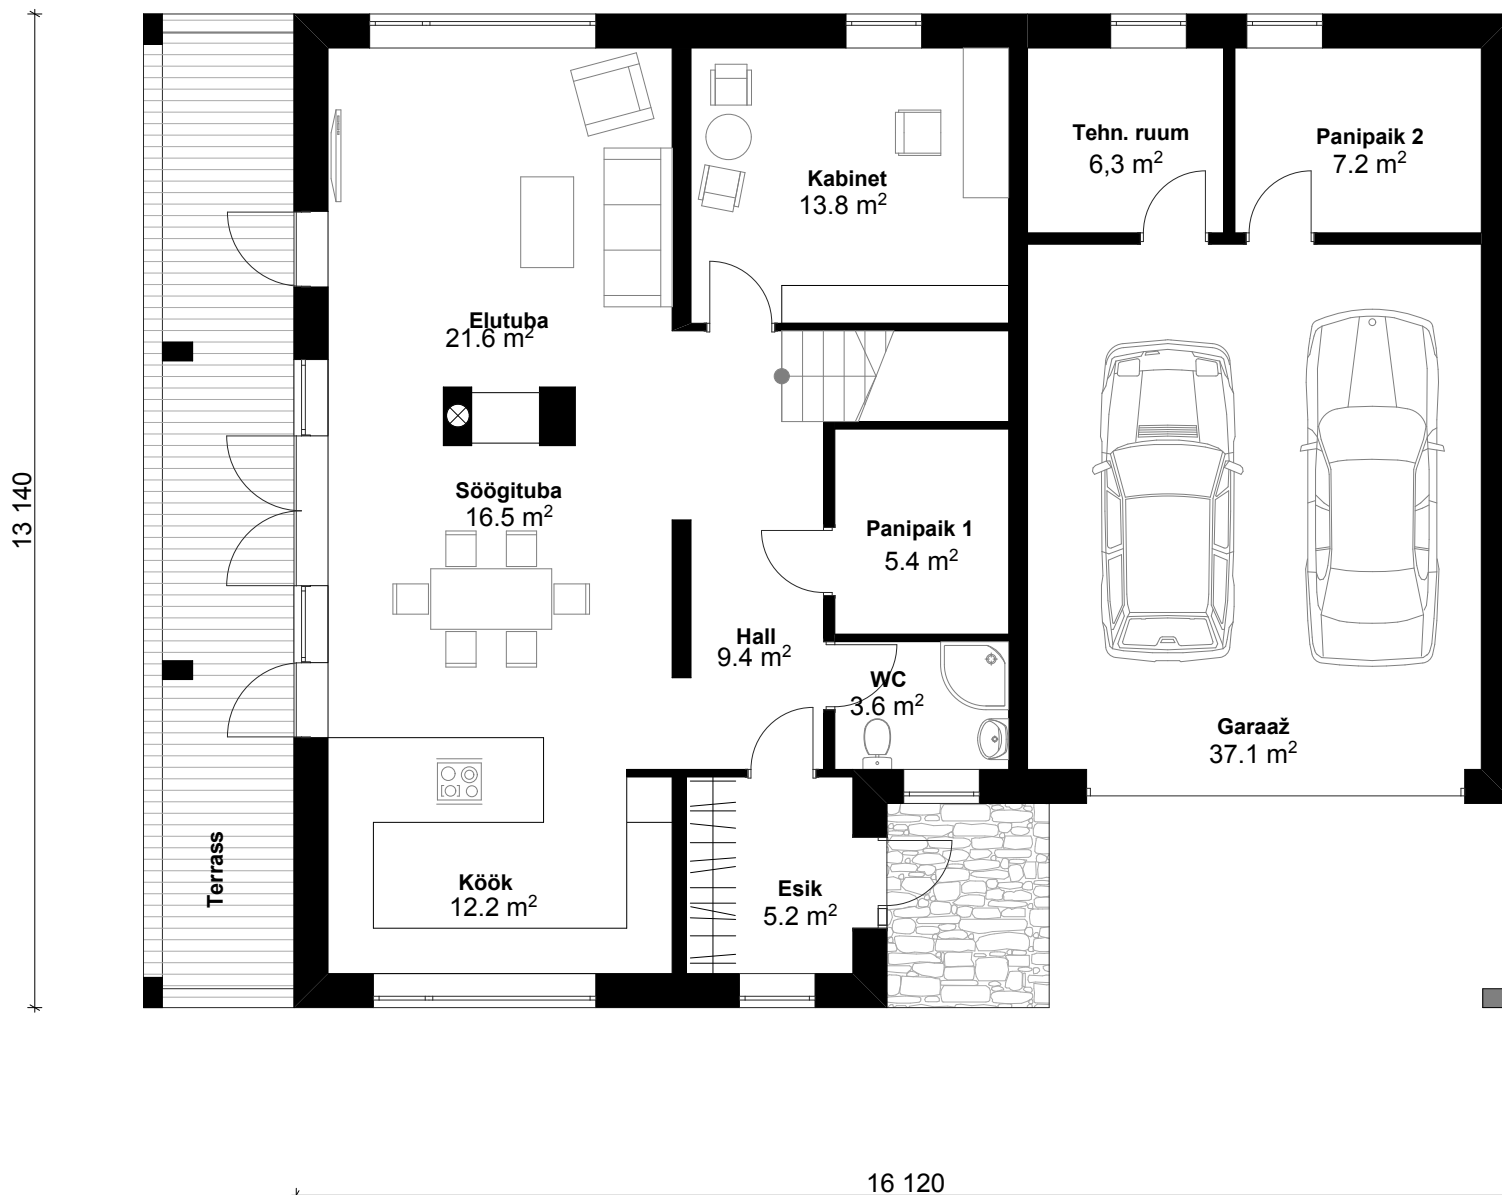 Tehn. ruum
6,3 m²
Panipaik 2
7.2 m²
Kabinet
13.8 m²
Elutuba
21.6 m²
Söögituba
16.5 m²
13 140
Panipaik 1
5.4 m²
Hall
9.4 m²
WC
3.6 m²
Garaaž
37.1 m²
Terrass
Köök
12.2 m²
Esik
5.2 m²
16 120